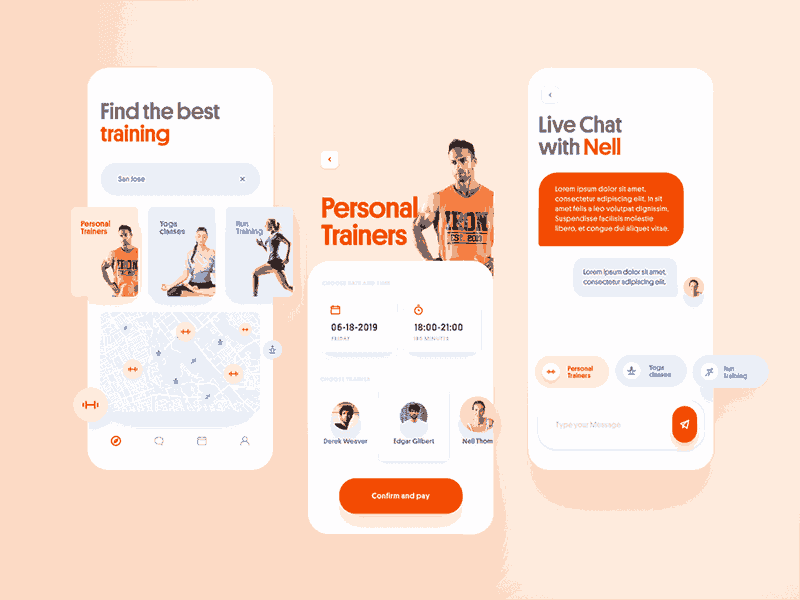 Find the best
training
San Jose
Personal
Trainers
IRON
Yoga
classes
Run
Training
Personal
Trainers
IRON
EST. 2010
CHOOSE DATE AND TIME
06-18-2019
FRIDAY
18:00-21:00
CHOOSE TRAINER
Derek Weaver
Edgar Gilbert
Nell Thom
Confirm and pay
Live Chat
with Nell
Lorem ipsum dolor sit amet,
consectetur adipiscing elit. In sit
amet felis a leo volutpat dignissim.
Suspendisse facilisis molestie
libero, et congue dui aliquet vitae.
Lorem ipsum dolor sit amet,
consectetur adipiscing elit.
Personal
Trainers
Yoga
classes
Run
Training
Type your Message